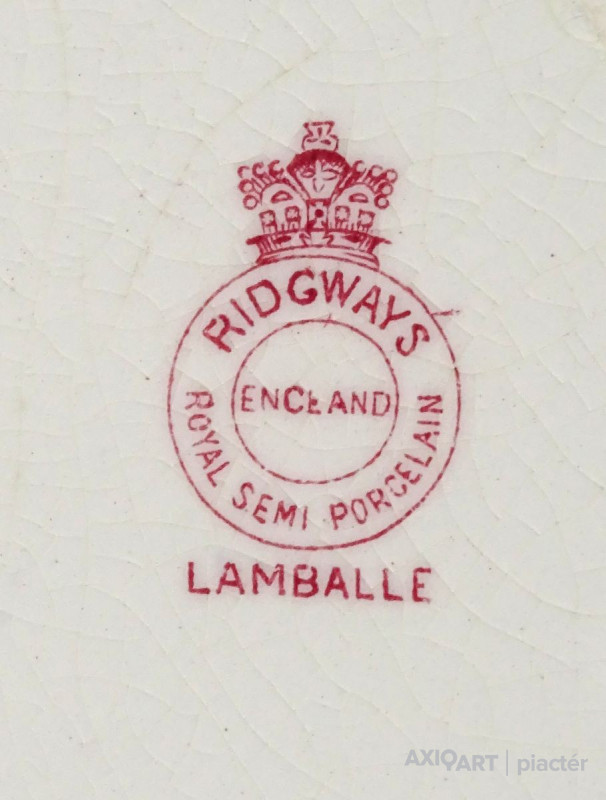 RIDGWAYS
ENGLAND
ROYAL SEMI PORCELAIN
LAMBALLE
AXIOART | piactér